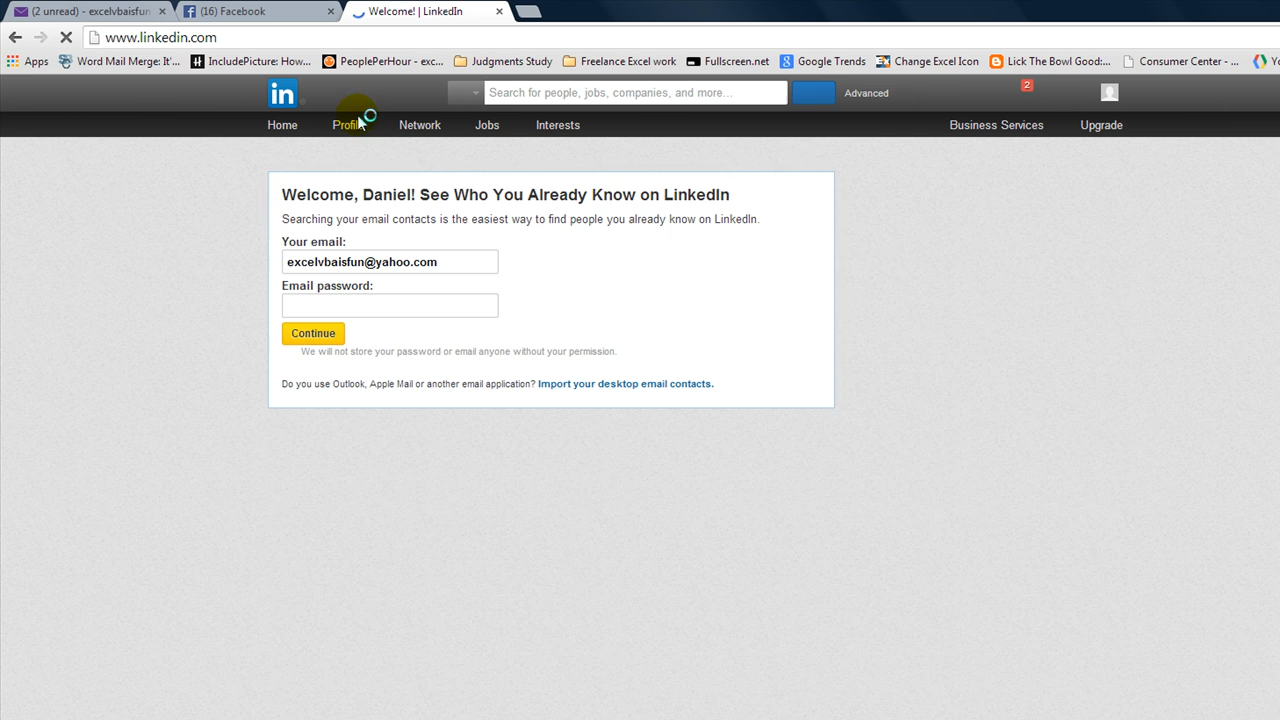 (2 unread) - excelvbaisfun
(16) Facebook
Welcome! | LinkedIn
www.linkedin.com
Apps
Word Mail Merge: It'...
IncludePicture: How...
PeoplePerHour - exc...
Judgments Study
Freelance Excel work
Fullscreen.net
Google Trends
Change Excel Icon
Lick The Bowl Good:...
Consumer Center - ...
in
Search for people, jobs, companies, and more...
Advanced
2
Home
Profile
Network
Jobs
Interests
Business Services
Upgrade
Welcome, Daniel! See Who You Already Know on LinkedIn
Searching your email contacts is the easiest way to find people you already know on LinkedIn.
Your email:
excelvbaisfun@yahoo.com
Email password:
Continue
We will not store your password or email anyone without your permission.
Do you use Outlook, Apple Mail or another email application? Import your desktop email contacts.